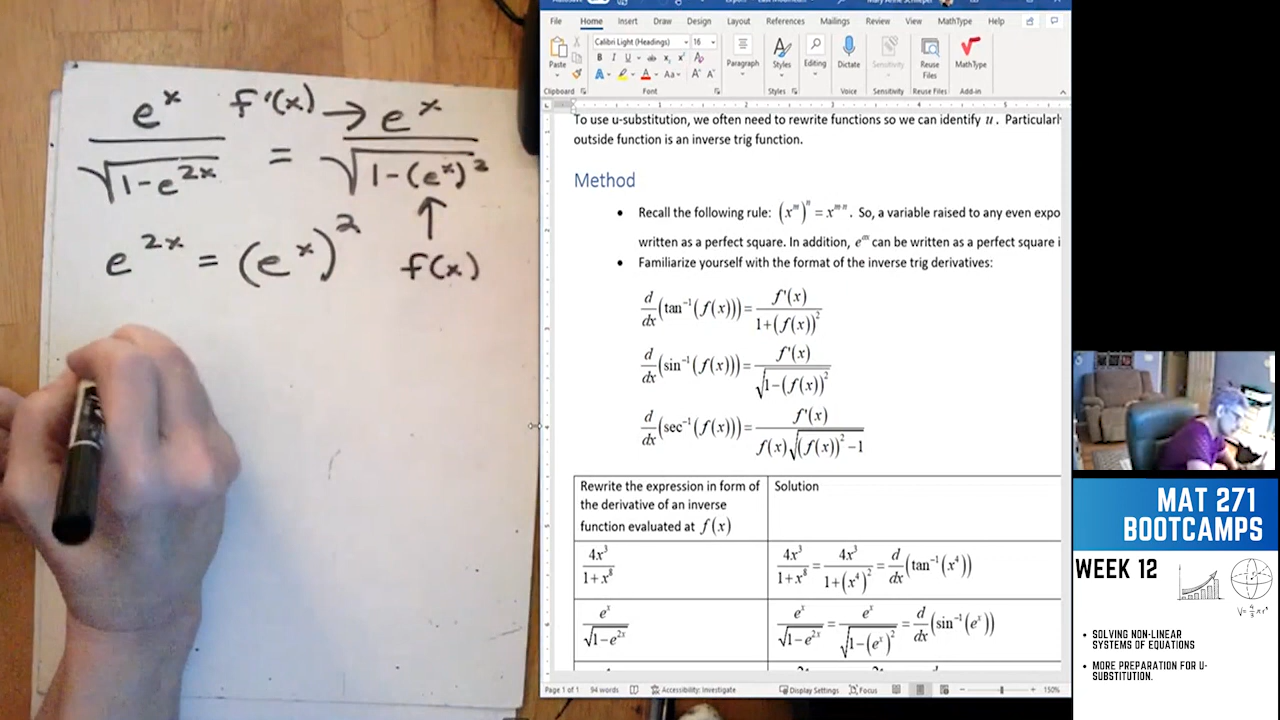 e^x f'(x) → e^x
√1-e^2x = √1-(e^x)^2
↑
e^2x = (e^x)^2 f(x)
File Home Insert Draw Design Layout References Mailings Review View MathType Help
Calibri Light (Headings) 16
Paste
Paragraph Styles Editing Dictate Sensitivity Reuse Files MathType
Clipboard Font Styles Voice Sensitivity Reuse Files Add-in
To use u-substitution, we often need to rewrite functions so we can identify u. Particularly
outside function is an inverse trig function.
Method
• Recall the following rule: (x^m)^n = x^m·n. So, a variable raised to any even expo
written as a perfect square. In addition, e^nx can be written as a perfect square i
• Familiarize yourself with the format of the inverse trig derivatives:
d/dx (tan^-1(f(x))) = f'(x) / 1+(f(x))^2
d/dx (sin^-1(f(x))) = f'(x) / √1-(f(x))^2
d/dx (sec^-1(f(x))) = f'(x) / f(x)√(f(x))^2-1
Rewrite the expression in form of
the derivative of an inverse
function evaluated at f(x)
Solution
4x^3 / 1+x^8
4x^3 / 1+x^8 = 4x^3 / 1+(x^4)^2 = d/dx (tan^-1(x^4))
e^x / √1-e^2x
e^x / √1-e^2x = e^x / √1-(e^x)^2 = d/dx (sin^-1(e^x))
Page 1 of 1 94 words Accessibility: Investigate Display Settings Focus 150%
MAT 271
BOOTCAMPS
WEEK 12
• SOLVING NON-LINEAR
SYSTEMS OF EQUATIONS
• MORE PREPARATION FOR U-
SUBSTITUTION.